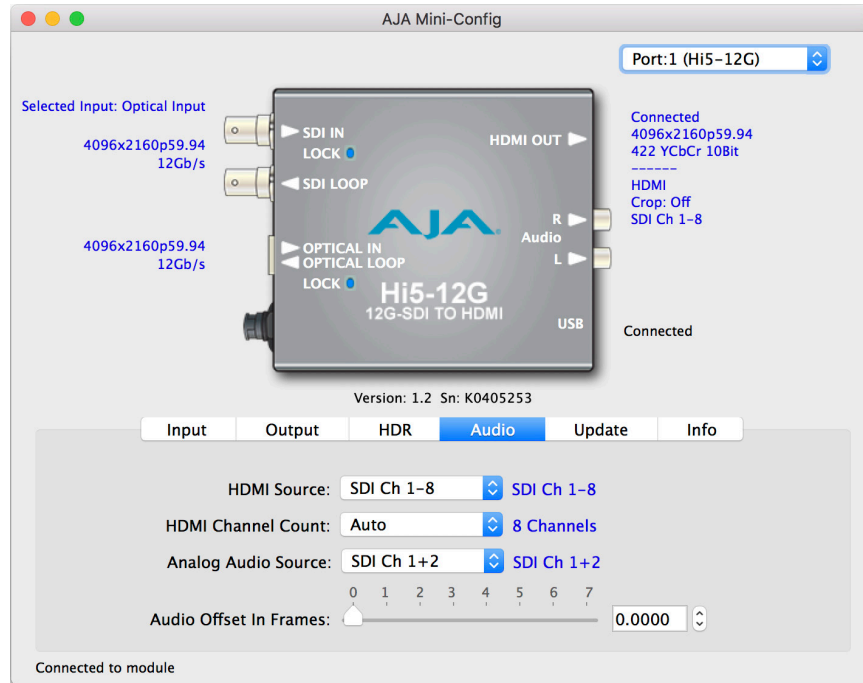 AJA Mini-Config
Port:1 (Hi5-12G)
Selected Input: Optical Input
4096x2160p59.94
12Gb/s
4096x2160p59.94
12Gb/s
SDI IN
LOCK
SDI LOOP
HDMI OUT
AJA
R
Audio
L
OPTICAL IN
OPTICAL LOOP
LOCK
Hi5-12G
12G-SDI TO HDMI
USB
Connected
4096x2160p59.94
422 YCbCr 10Bit
------
HDMI
Crop: Off
SDI Ch 1-8
Connected
Version: 1.2 Sn: K0405253
Input Output HDR Audio Update Info
HDMI Source: SDI Ch 1-8 SDI Ch 1-8
HDMI Channel Count: Auto 8 Channels
Analog Audio Source: SDI Ch 1+2 SDI Ch 1+2
0 1 2 3 4 5 6 7
Audio Offset In Frames: 0.0000
Connected to module